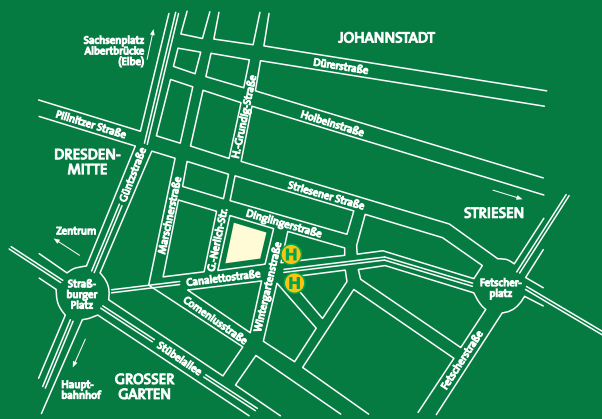 Sachsenplatz
Albertbrücke
(Elbe)
JOHANNSTADT
Dürerstraße
Pillnitzer Straße
H.-Grundig-Straße
Holbeinstraße
DRESDEN-
MITTE
Güntzstraße
Marschnerstraße
Striesener Straße
STRIESEN
G.-Nerlich-Str.
Dinglingerstraße
Zentrum
Wintergartenstraße
H
H
Canalettostraße
Straß-
burger
Platz
Fetscher-
platz
Comeniusstraße
Stübelallee
Fetscherstraße
Haupt-
bahnhof
GROSSER
GARTEN